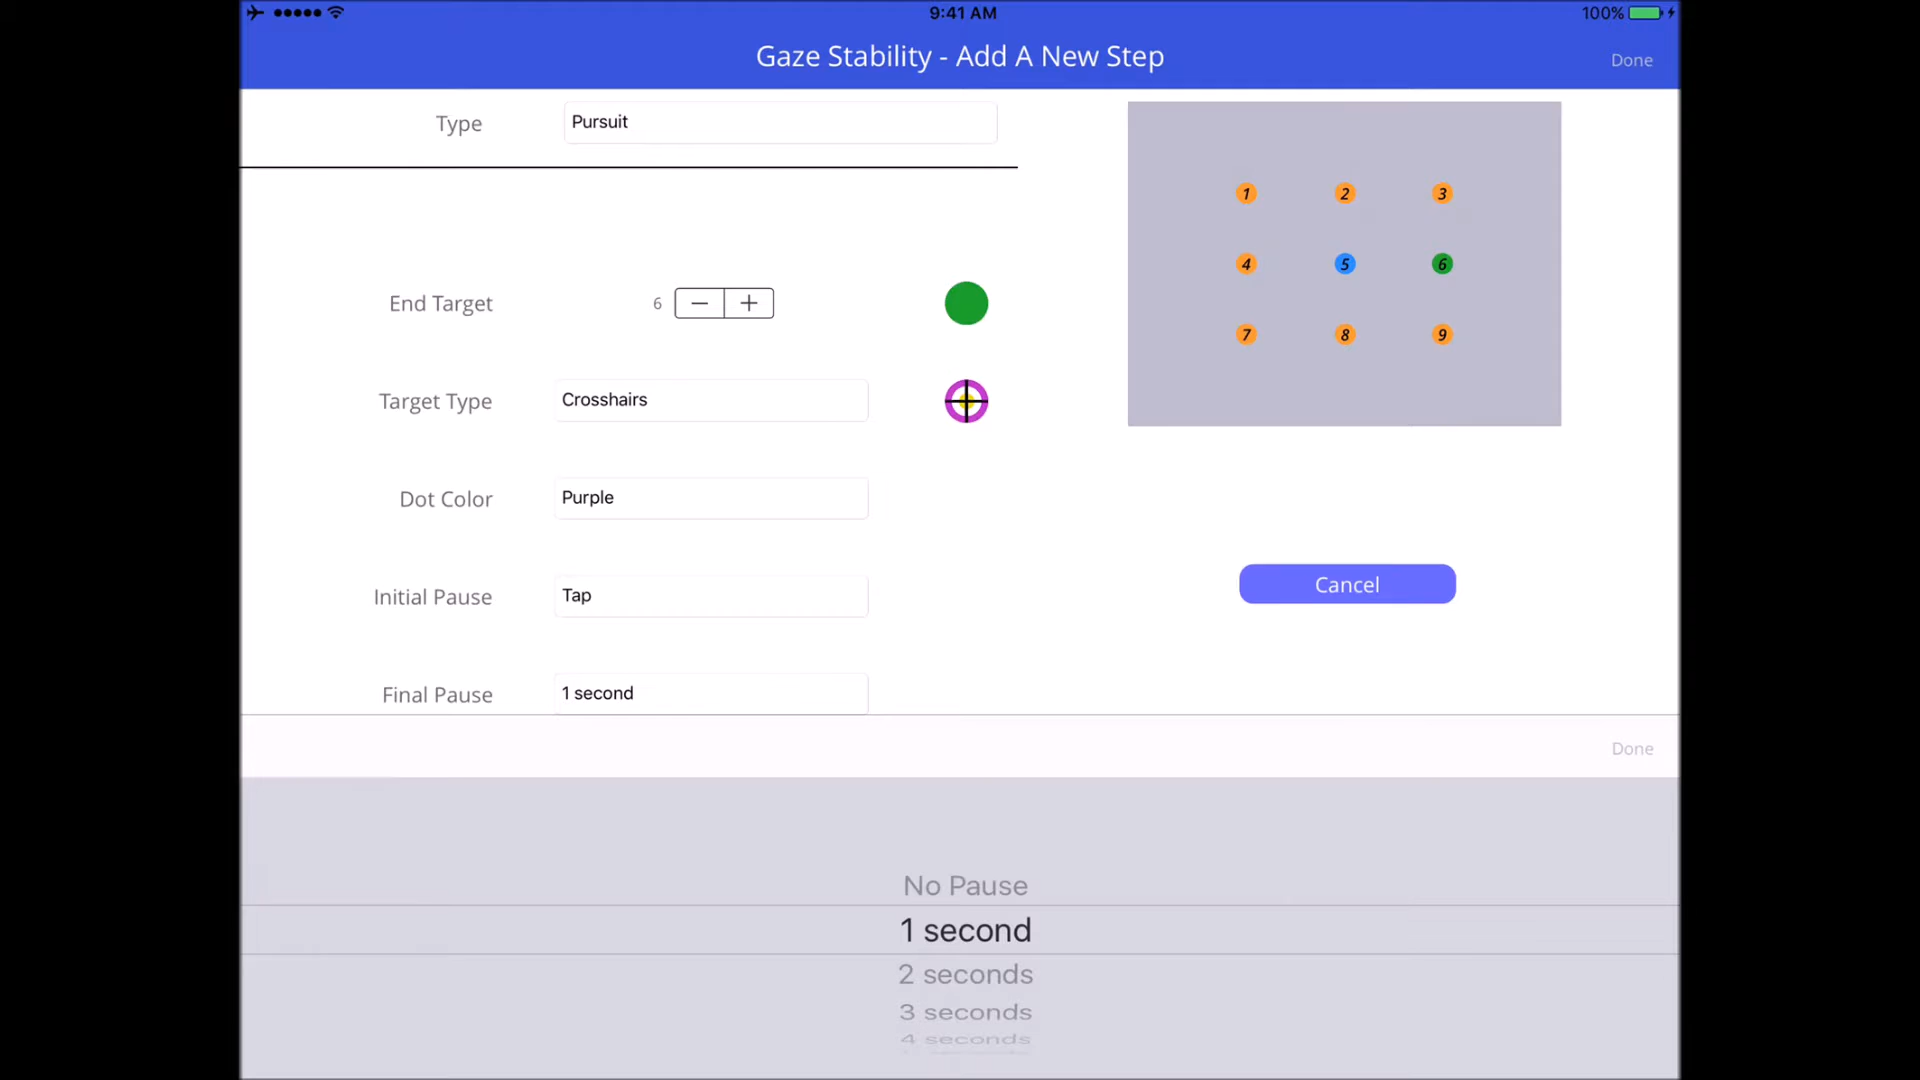 9:41 AM
100%
Gaze Stability - Add A New Step
Done
Type
Pursuit
1 2 3
4 5 6
7 8 9
End Target
6
Target Type
Crosshairs
Dot Color
Purple
Initial Pause
Tap
Cancel
Final Pause
1 second
Done
No Pause
1 second
2 seconds
3 seconds
4 seconds